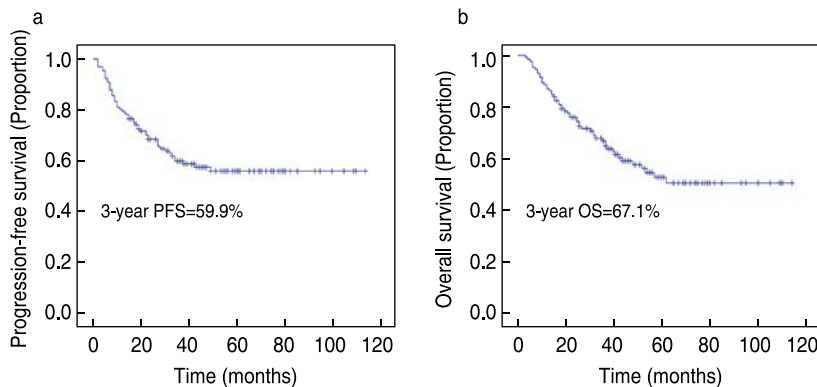 a
Progression-free survival (Proportion)
1.0
0.8
0.6
0.4
0.2
0.0
3-year PFS=59.9%
0 20 40 60 80 100 120
Time (months)
b
Overall survival (Proportion)
1.0
0.8
0.6
0.4
0.2
0.0
3-year OS=67.1%
0 20 40 60 80 100 120
Time (months)